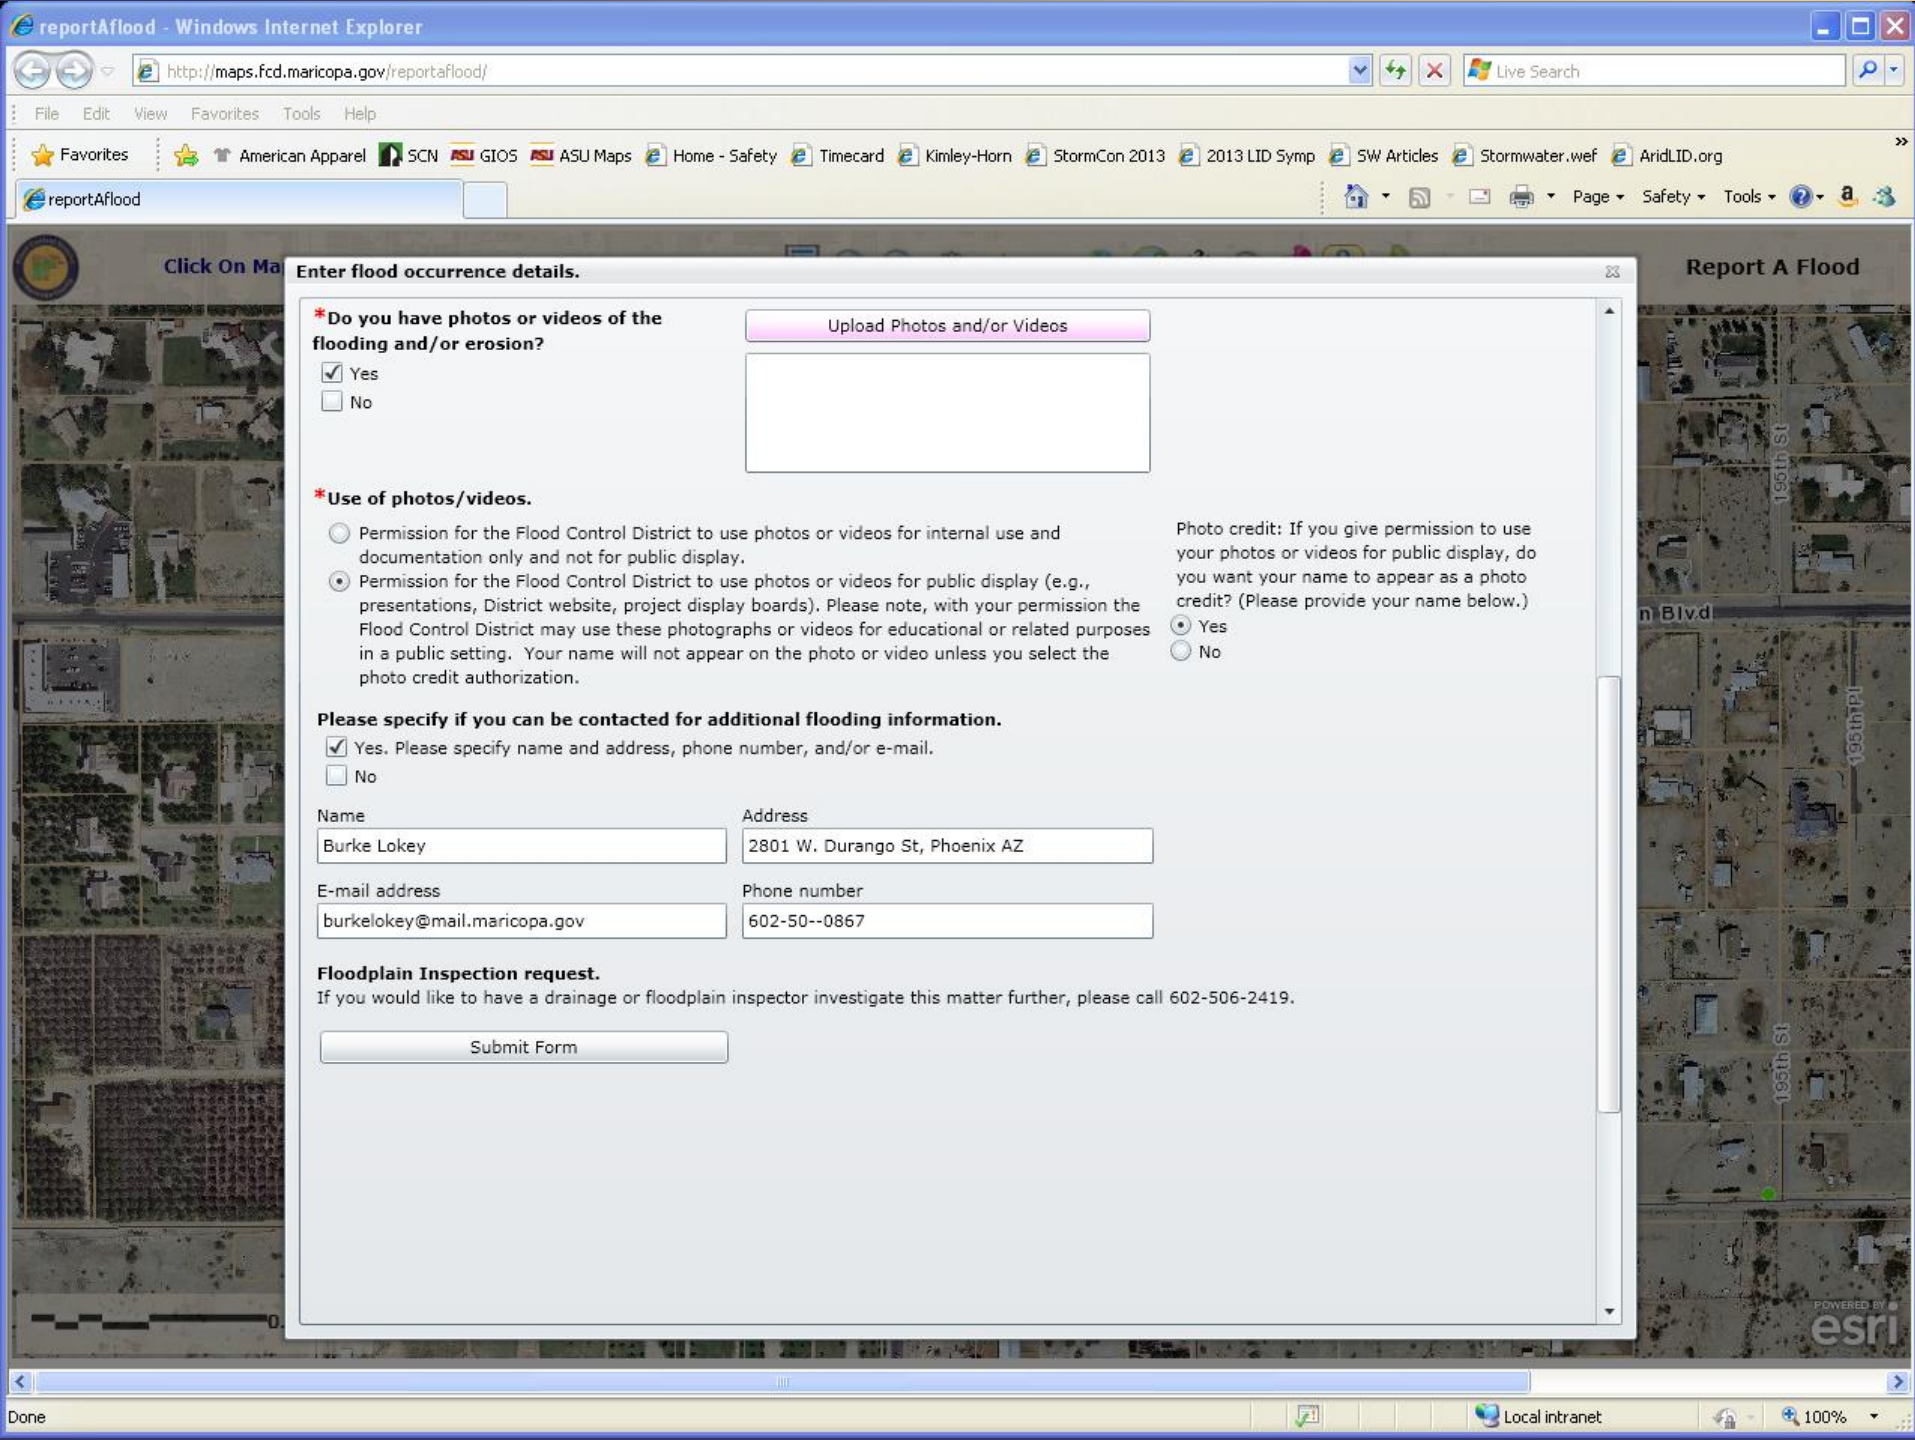 reportAflood - Windows Internet Explorer
http://maps.fcd.maricopa.gov/reportaflood/
Live Search
File Edit View Favorites Tools Help
Favorites American Apparel SCN ASU GIOS ASU ASU Maps Home - Safety Timecard Kimley-Horn StormCon 2013 2013 LID Symp SW Articles Stormwater.wef AridLID.org »
reportAflood
Page Safety Tools
Click On Ma
Report A Flood
Enter flood occurrence details.
*Do you have photos or videos of the
flooding and/or erosion?
Yes
No
Upload Photos and/or Videos
*Use of photos/videos.
Permission for the Flood Control District to use photos or videos for internal use and
documentation only and not for public display.
Permission for the Flood Control District to use photos or videos for public display (e.g.,
presentations, District website, project display boards). Please note, with your permission the
Flood Control District may use these photographs or videos for educational or related purposes
in a public setting.  Your name will not appear on the photo or video unless you select the
photo credit authorization.
Photo credit: If you give permission to use
your photos or videos for public display, do
you want your name to appear as a photo
credit? (Please provide your name below.)
Yes
No
Please specify if you can be contacted for additional flooding information.
Yes. Please specify name and address, phone number, and/or e-mail.
No
Name
Burke Lokey
Address
2801 W. Durango St, Phoenix AZ
E-mail address
burkelokey@mail.maricopa.gov
Phone number
602-50--0867
Floodplain Inspection request.
If you would like to have a drainage or floodplain inspector investigate this matter further, please call 602-506-2419.
Submit Form
195th St
n Blvd
195th Pl
195th St
0.
POWERED BY
esri
Done
Local intranet
100%